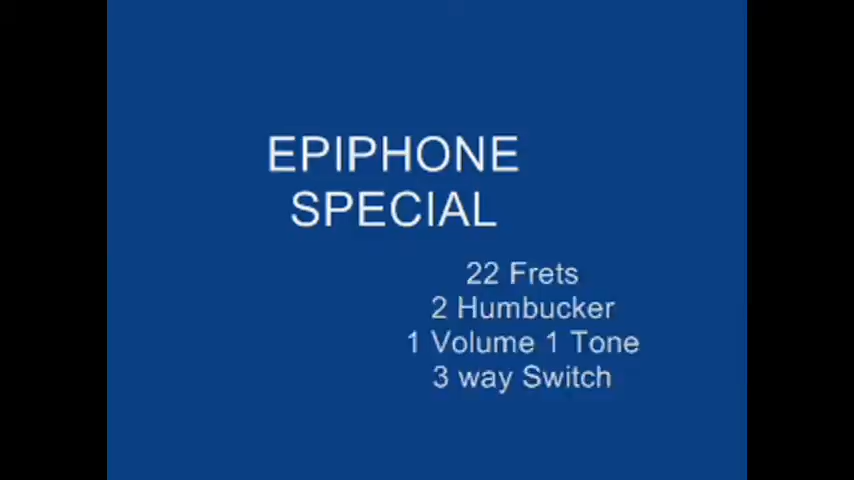 EPIPHONE
SPECIAL
22 Frets
2 Humbucker
1 Volume 1 Tone
3 way Switch